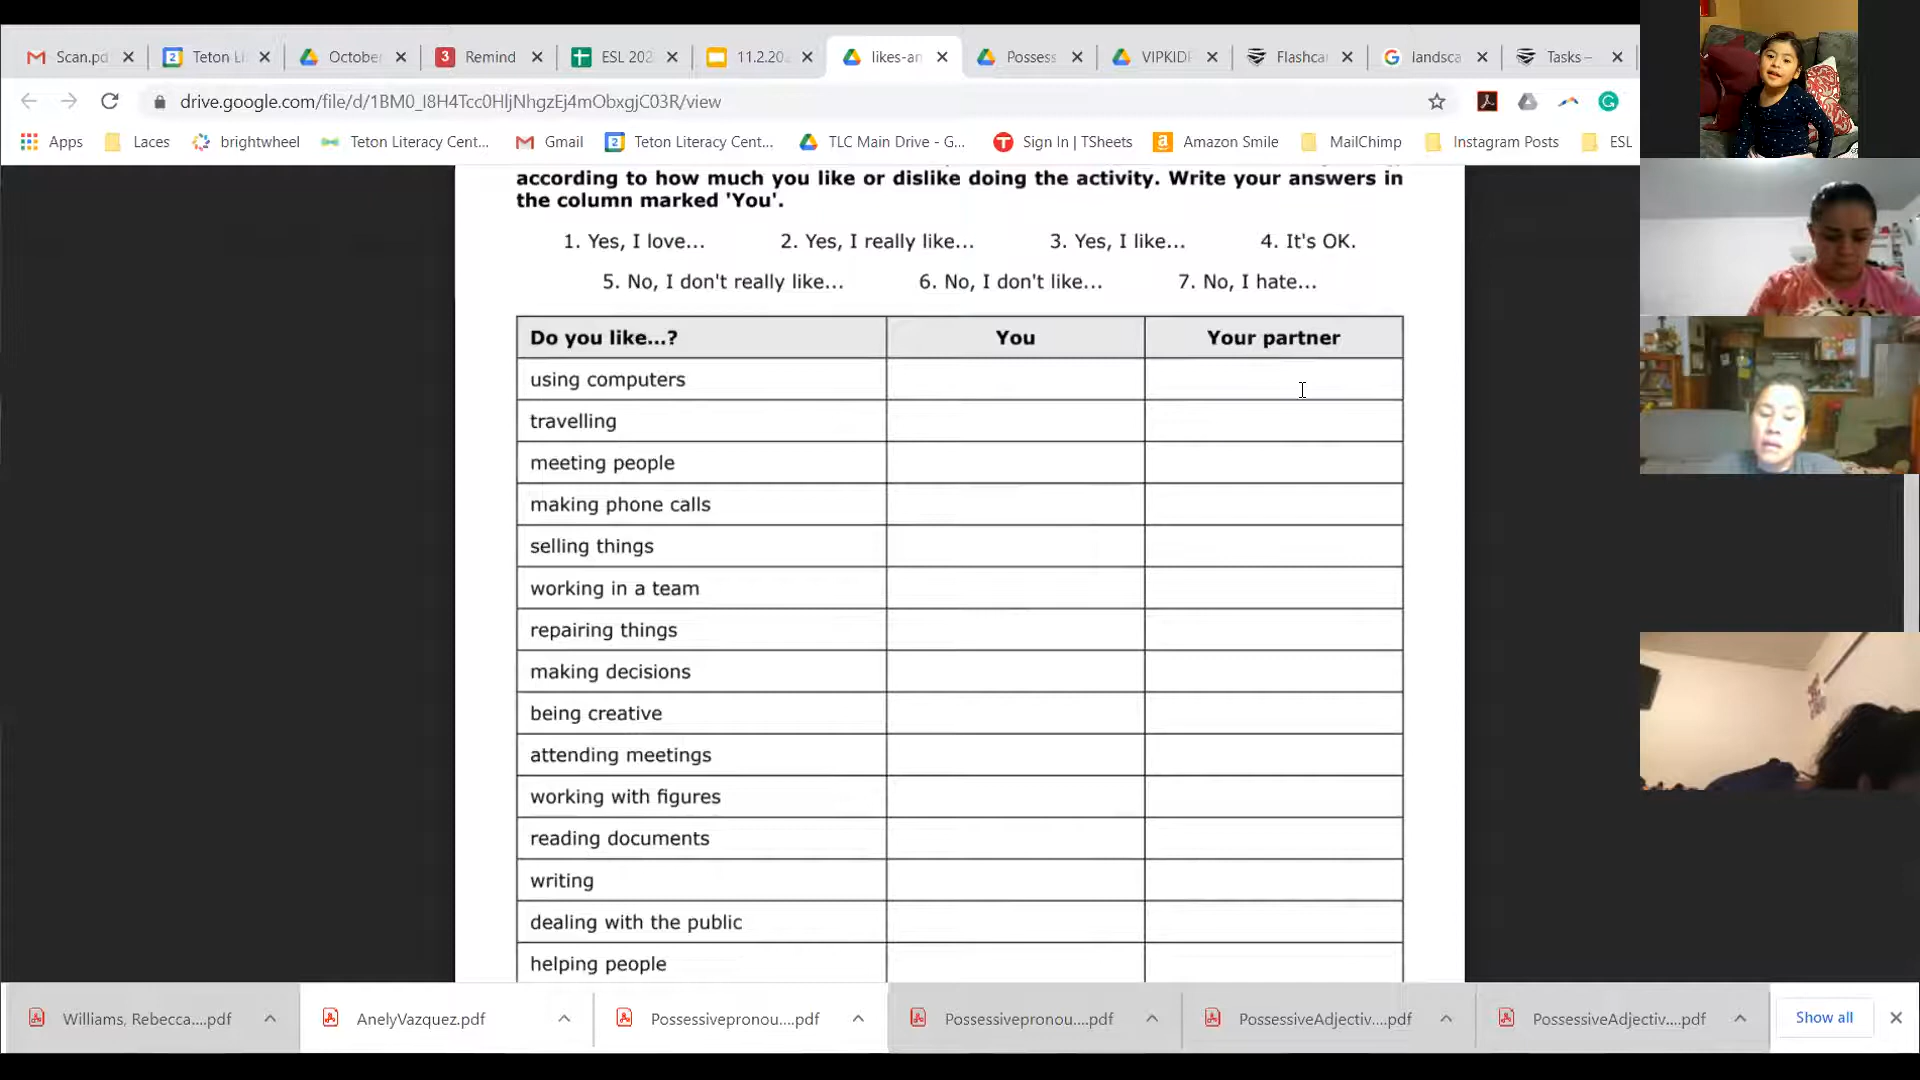 Scan.pd
Teton Li
October
Remind
ESL 202
11.2.20
likes-an
Possess
VIPKID
Flashcar
landsca
Tasks –
drive.google.com/file/d/1BM0_I8H4Tcc0HljNhgzEj4mObxgjC03R/view
Apps
Laces
brightwheel
Teton Literacy Cent...
Gmail
Teton Literacy Cent...
TLC Main Drive - G...
Sign In | TSheets
Amazon Smile
MailChimp
Instagram Posts
ESL
according to how much you like or dislike doing the activity. Write your answers in
the column marked 'You'.
1. Yes, I love... 2. Yes, I really like... 3. Yes, I like... 4. It's OK.
5. No, I don't really like... 6. No, I don't like... 7. No, I hate...
Do you like...? You Your partner
using computers
travelling
meeting people
making phone calls
selling things
working in a team
repairing things
making decisions
being creative
attending meetings
working with figures
reading documents
writing
dealing with the public
helping people
Williams, Rebecca....pdf
AnelyVazquez.pdf
Possessivepronou....pdf
Possessivepronou....pdf
PossessiveAdjectiv....pdf
PossessiveAdjectiv....pdf
Show all